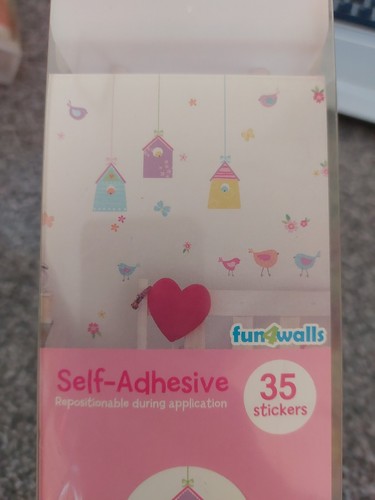 fun4walls
Self-Adhesive
Repositionable during application
35
stickers